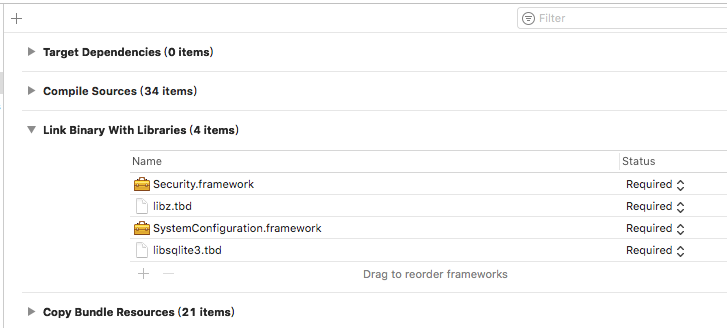 Filter
Target Dependencies (0 items)
Compile Sources (34 items)
Link Binary With Libraries (4 items)
Name Status
Security.framework Required
libz.tbd Required
SystemConfiguration.framework Required
libsqlite3.tbd Required
Drag to reorder frameworks
Copy Bundle Resources (21 items)